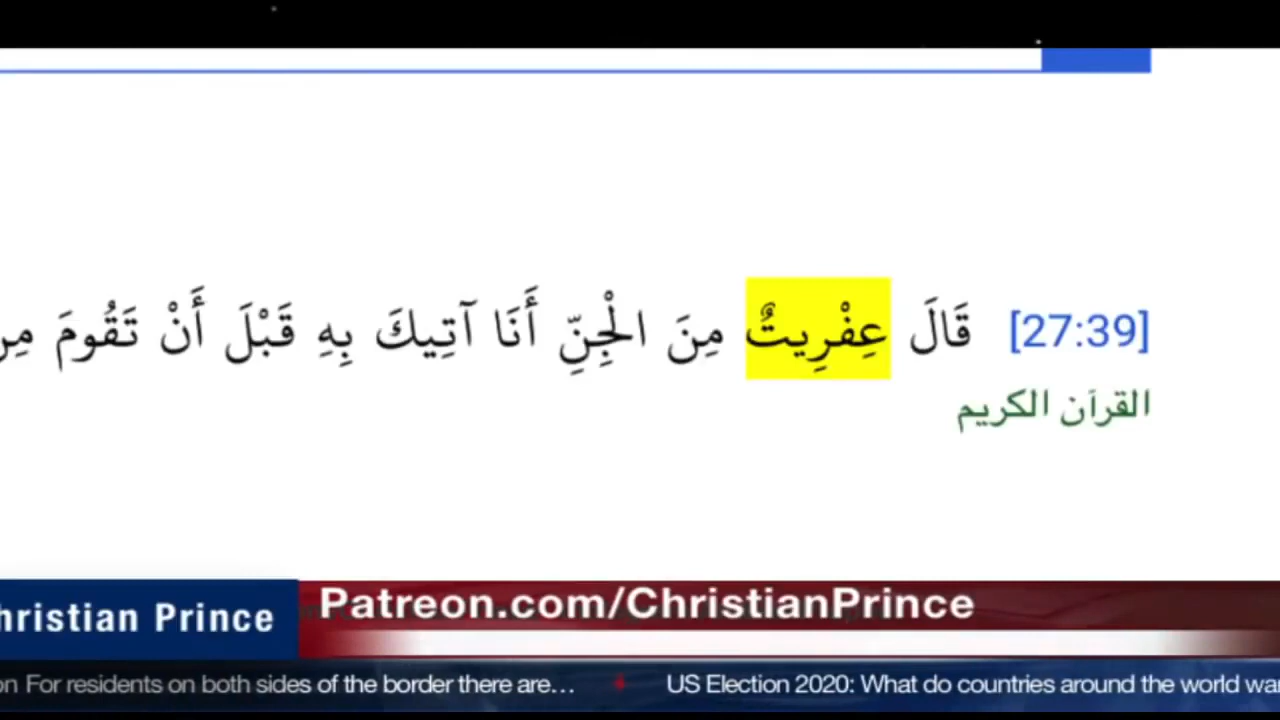 [27:39] قَالَ عِفْرِيتٌ مِنَ الْجِنِّ أَنَا آتِيكَ بِهِ قَبْلَ أَنْ تَقُومَ مِن
القرآن الكريم
hristian Prince
Patreon.com/ChristianPrince
on For residents on both sides of the border there are… US Election 2020: What do countries around the world wan